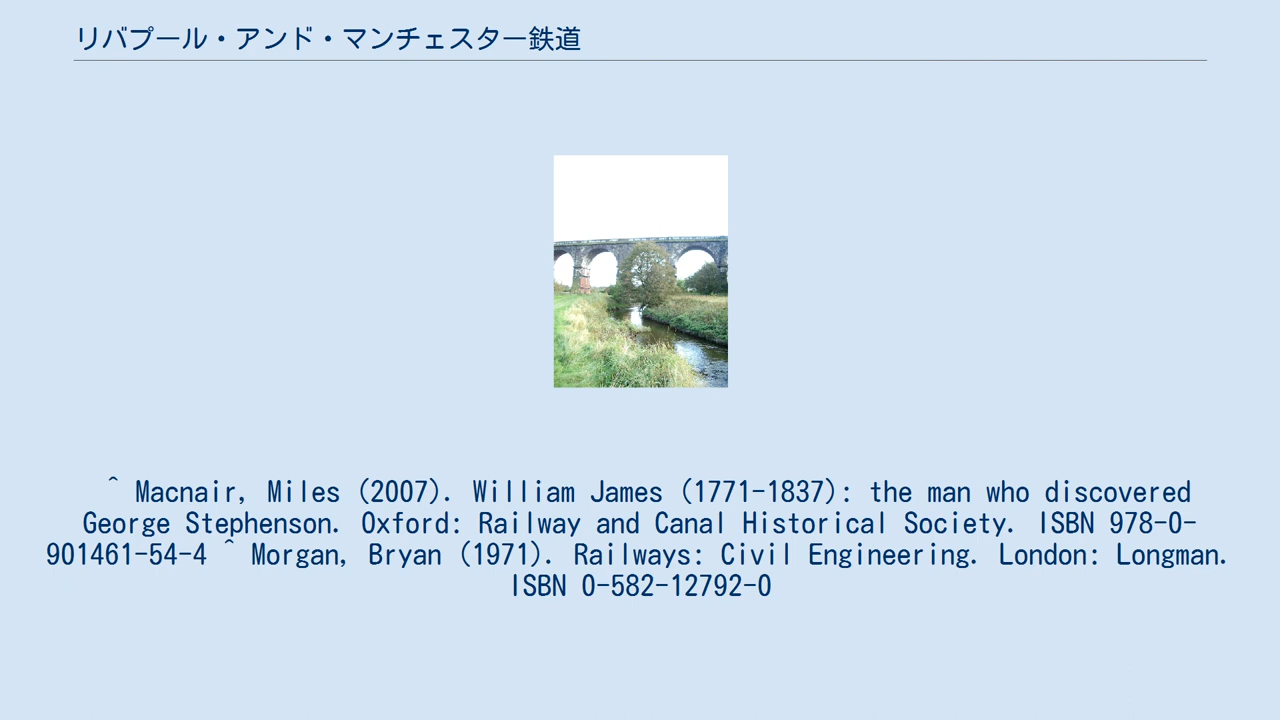 リバプール・アンド・マンチェスター鉄道
^ Macnair, Miles (2007). William James (1771-1837): the man who discovered
George Stephenson. Oxford: Railway and Canal Historical Society. ISBN 978-0-
901461-54-4 ^ Morgan, Bryan (1971). Railways: Civil Engineering. London: Longman.
ISBN 0-582-12792-0